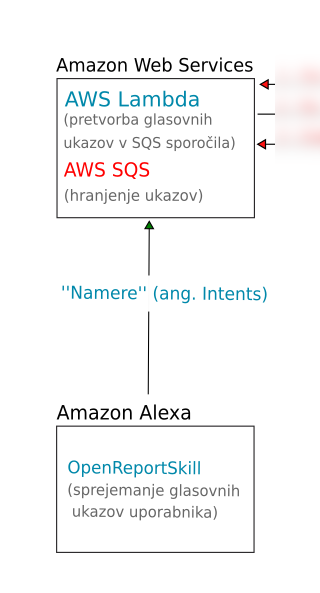 Amazon Web Services
AWS Lambda
(pretvorba glasovnih
ukazov v SQS sporočila)
AWS SQS
(hranjenje ukazov)
''Namere'' (ang. Intents)
Amazon Alexa
OpenReportSkill
(sprejemanje glasovnih
ukazov uporabnika)